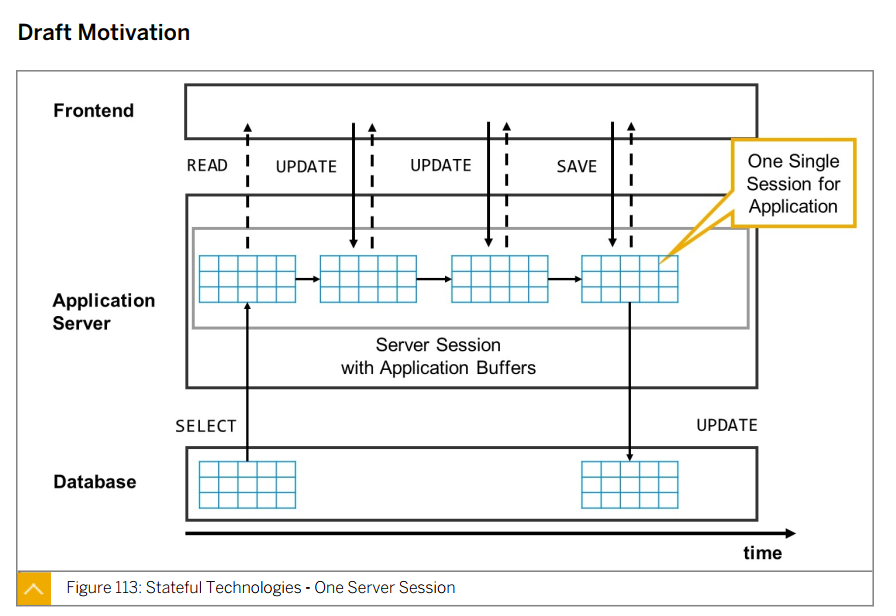 Draft Motivation
Frontend
READ
UPDATE
UPDATE
SAVE
One Single
Session for
Application
Application
Server
Server Session
with Application Buffers
SELECT
UPDATE
Database
time
Figure 113: Stateful Technologies - One Server Session